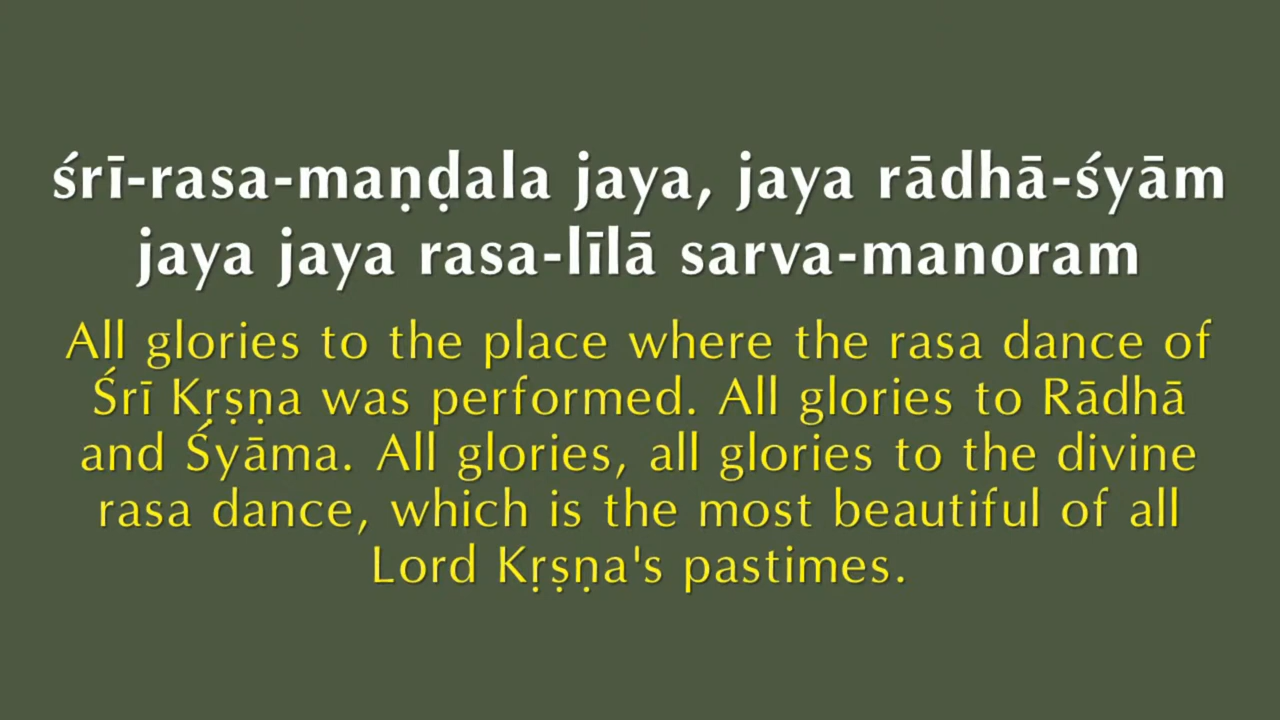 śrī-rasa-maṇḍala jaya, jaya rādhā-śyām
jaya jaya rasa-līlā sarva-manoram
All glories to the place where the rasa dance of
Śrī Kṛṣṇa was performed. All glories to Rādhā
and Śyāma. All glories, all glories to the divine
rasa dance, which is the most beautiful of all
Lord Kṛṣṇa's pastimes.